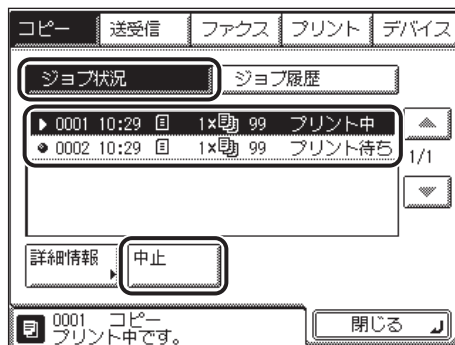 コピー 送受信 ファクス プリント デバイス
ジョブ状況 ジョブ履歴
0001 10:29 1× 99 プリント中
0002 10:29 1× 99 プリント待ち
1/1
詳細情報 中止
0001 コピー
プリント中です。
閉じる